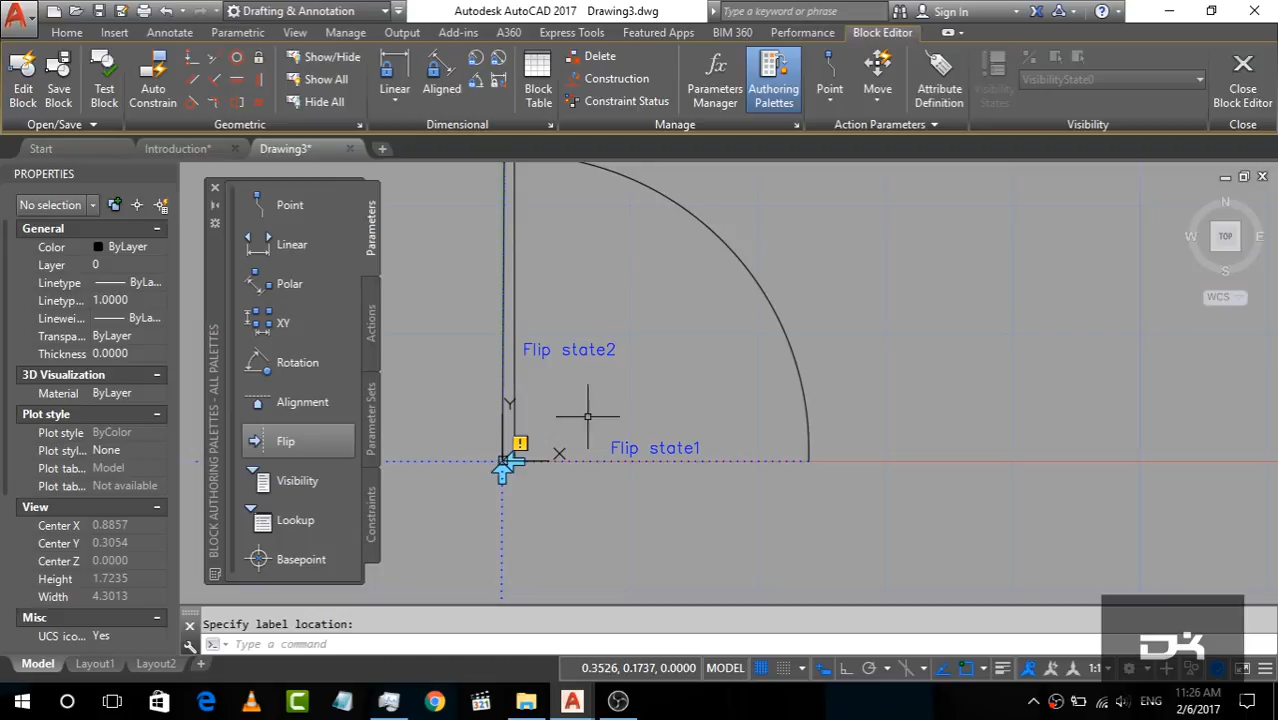 Drafting & Annotation
Autodesk AutoCAD 2017 Drawing3.dwg
Type a keyword or phrase
Sign In
Home Insert Annotate Parametric View Manage Output Add-ins A360 Express Tools Featured Apps BIM 360 Performance Block Editor
Edit Block
Save Block
Test Block
Auto Constrain
Show/Hide
Show All
Hide All
Linear
Aligned
Block Table
Delete
Construction
Constraint Status
Parameters Manager
Authoring Palettes
Point
Move
Attribute Definition
Visibility States
VisibilityState0
Close Block Editor
Open/Save Geometric Dimensional Manage Action Parameters Visibility Close
Start Introduction* Drawing3*
PROPERTIES
No selection
General
Color ByLayer
Layer 0
Linetype ByLa...
Linetyp... 1.0000
Linewei... ByLa...
Transpa... ByLayer
Thickness 0.0000
3D Visualization
Material ByLayer
Plot style
Plot style ByColor
Plot sty... None
Plot tab... Model
Plot tab... Not available
View
Center X 0.8857
Center Y 0.3054
Center Z 0.0000
Height 1.7235
Width 4.3013
Misc
UCS ico... Yes
BLOCK AUTHORING PALETTES - ALL PALETTES
Point
Linear
Polar
XY
Rotation
Alignment
Flip
Visibility
Lookup
Basepoint
Parameters
Actions
Parameter Sets
Constraints
Flip state2
Flip state1
Y
X
N
W TOP E
S
WCS
Specify label location:
Type a command
DK
Model Layout1 Layout2
0.3526, 0.1737, 0.0000 MODEL
1:1
ENG
11:26 AM
2/6/2017